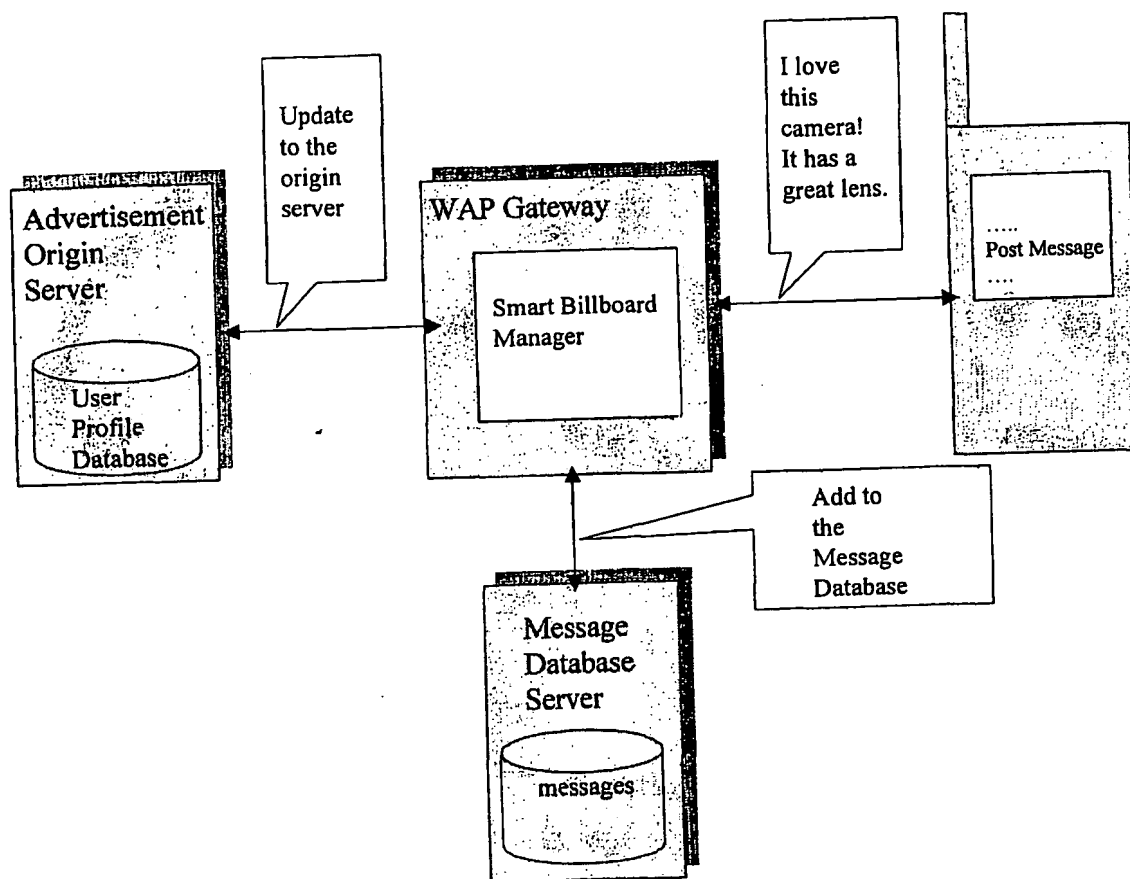 Update
to the
origin
server
I love
this
camera!
It has a
great lens.
Advertisement
Origin
Server
WAP Gateway
.....
Post Message
....
Smart Billboard
Manager
User
Profile
Database
Add to
the
Message
Database
Message
Database
Server
messages